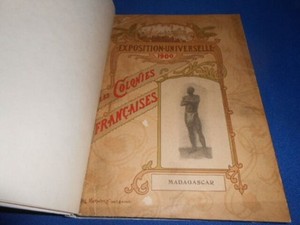 EXPOSITION-UNIVERSELLE
1900
LES COLONIES
FRANÇAISES
MADAGASCAR